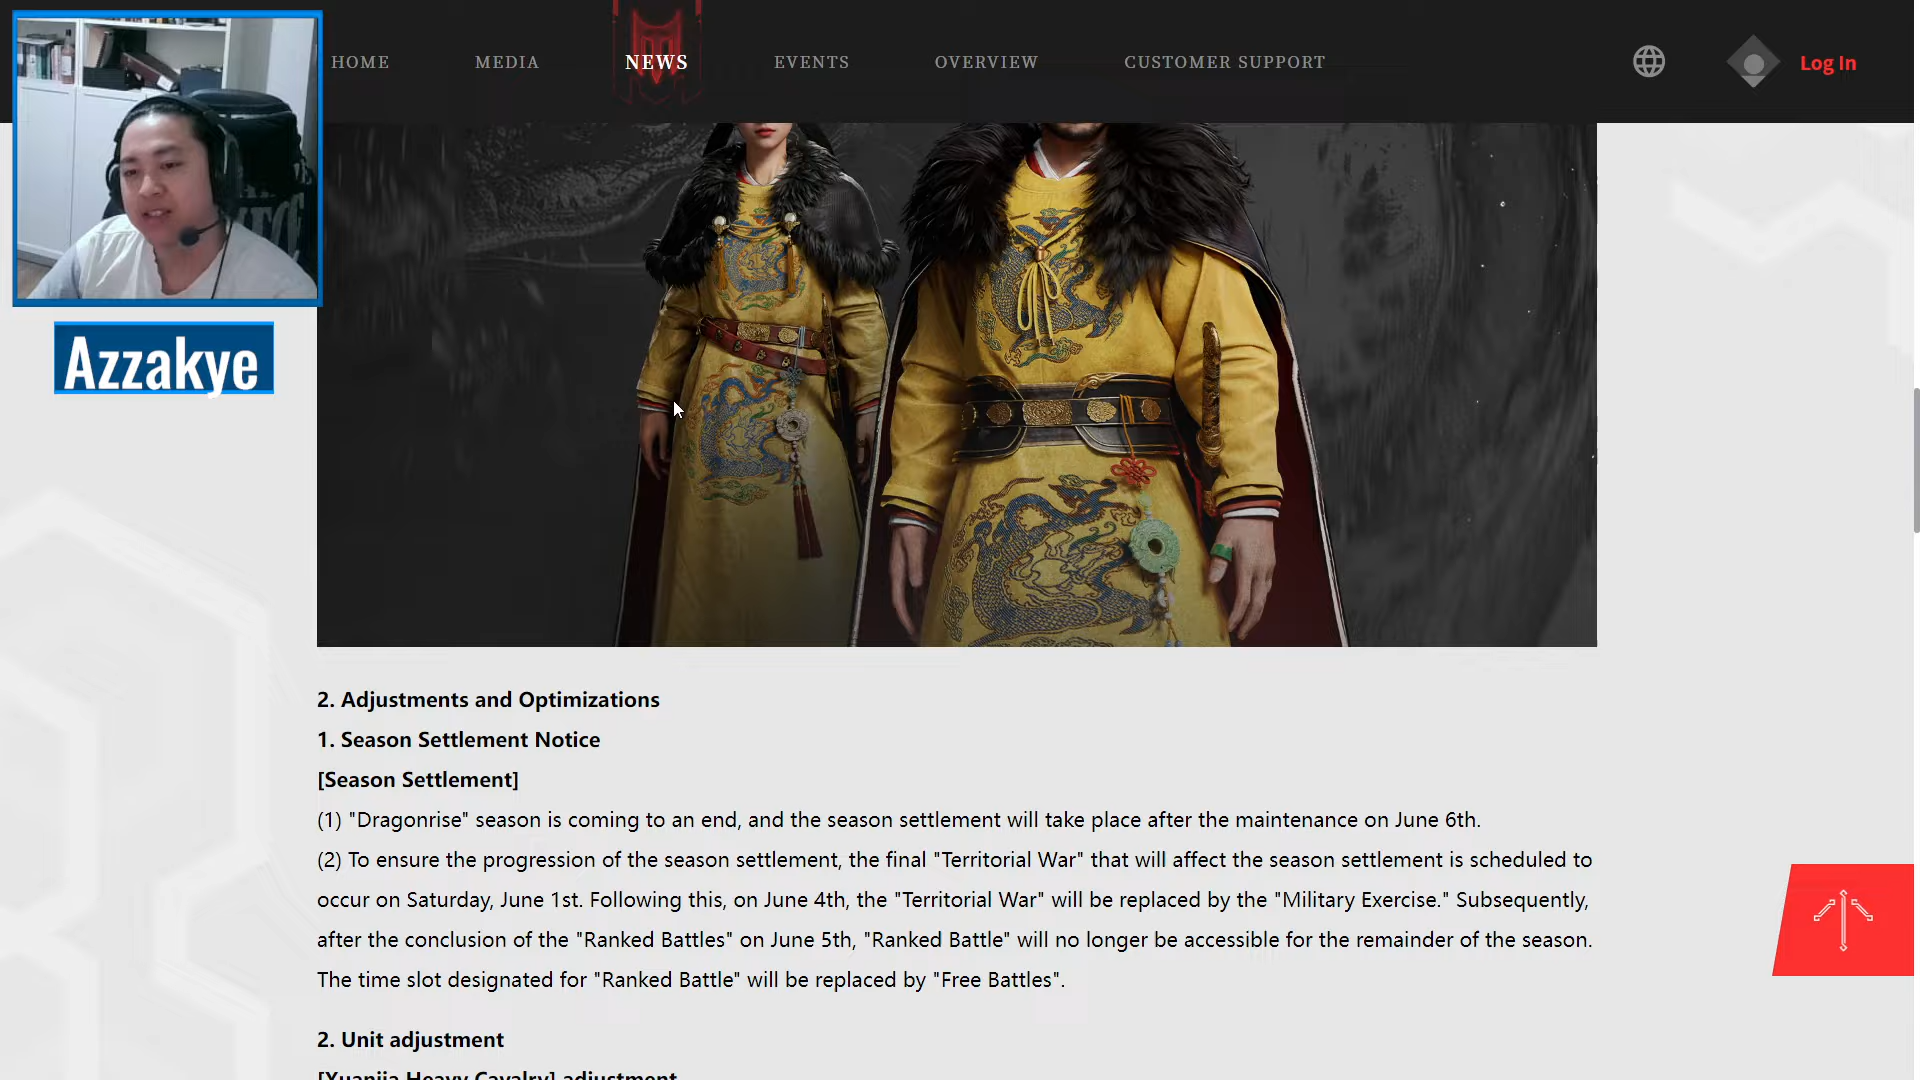 HOME
MEDIA
NEWS
EVENTS
OVERVIEW
CUSTOMER SUPPORT
Log In
Azzakye
2. Adjustments and Optimizations
1. Season Settlement Notice
[Season Settlement]
(1) "Dragonrise" season is coming to an end, and the season settlement will take place after the maintenance on June 6th.
(2) To ensure the progression of the season settlement, the final "Territorial War" that will affect the season settlement is scheduled to
occur on Saturday, June 1st. Following this, on June 4th, the "Territorial War" will be replaced by the "Military Exercise." Subsequently,
after the conclusion of the "Ranked Battles" on June 5th, "Ranked Battle" will no longer be accessible for the remainder of the season.
The time slot designated for "Ranked Battle" will be replaced by "Free Battles".
2. Unit adjustment
[Xuanjia Heavy Cavalry] adjustment